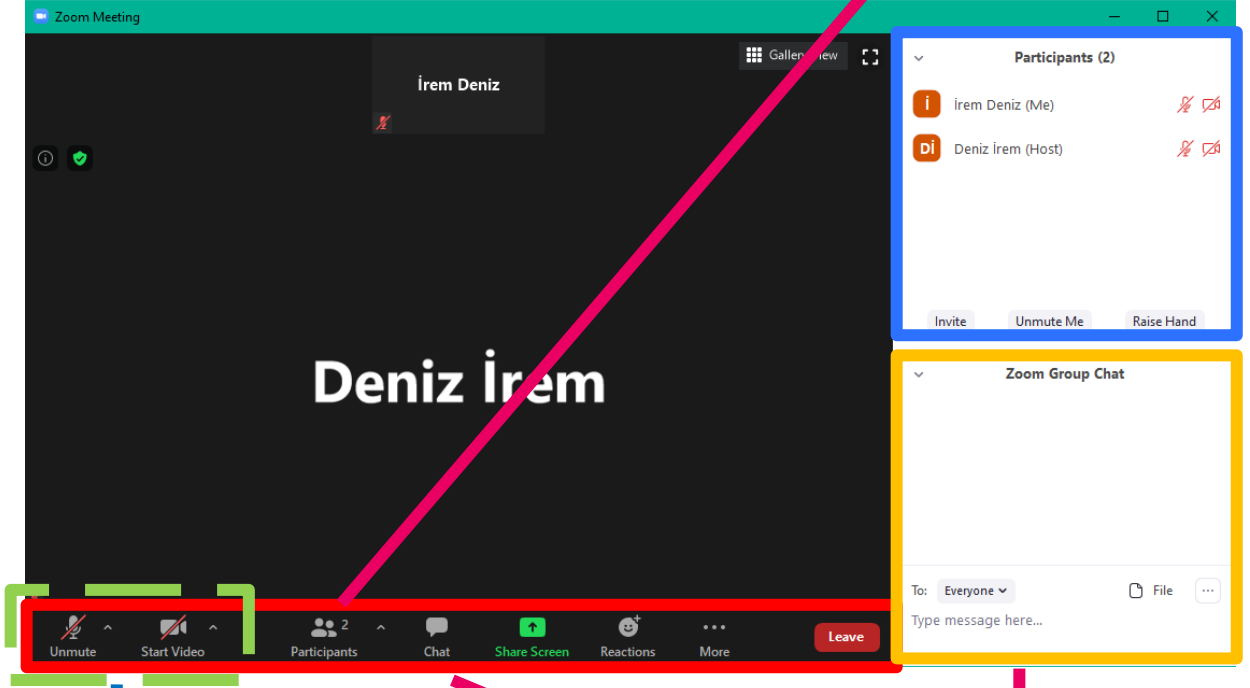 Zoom Meeting
Gallery View
İrem Deniz
Deniz İrem
Unmute
Start Video
2
Participants
Chat
Share Screen
Reactions
More
Leave
Participants (2)
İ
İrem Deniz (Me)
Dİ
Deniz İrem (Host)
Invite
Unmute Me
Raise Hand
Zoom Group Chat
To:
Everyone
File
Type message here...